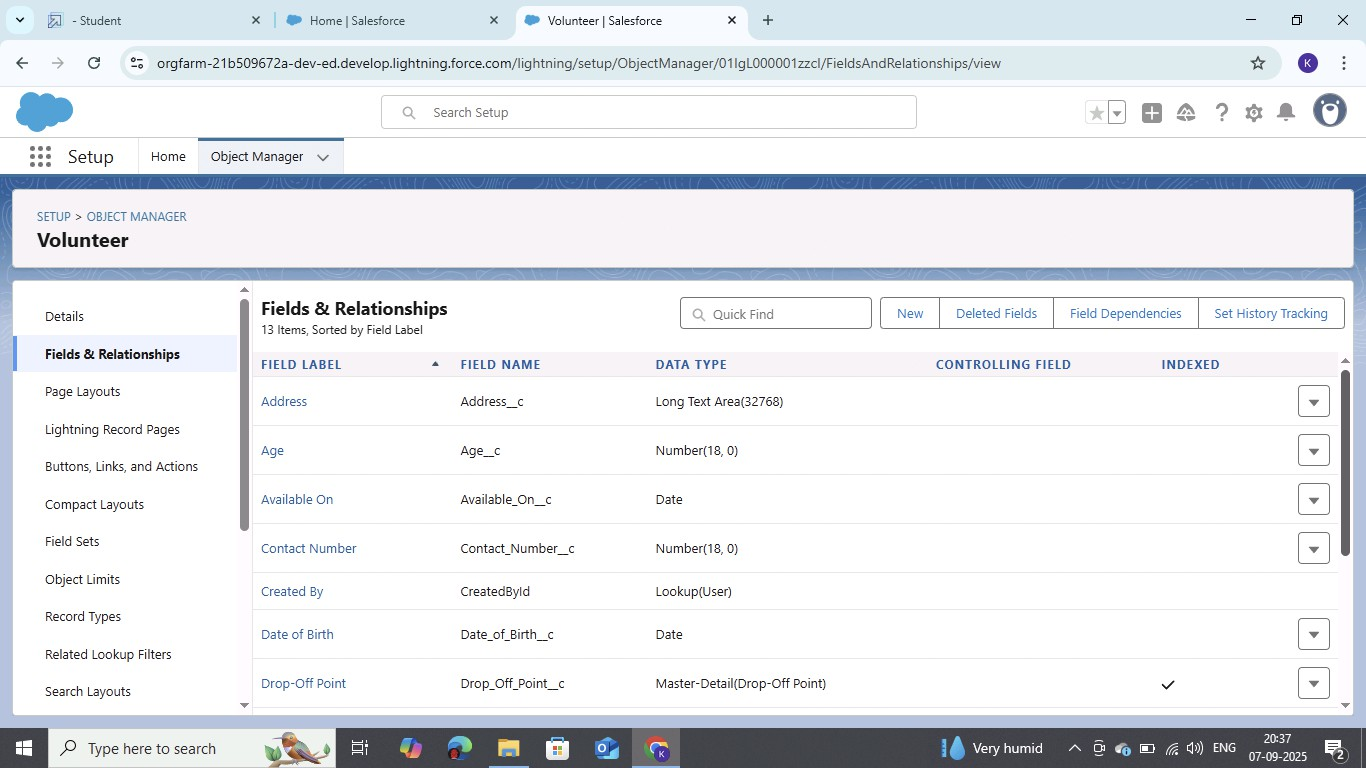 - Student
Home | Salesforce
Volunteer | Salesforce
orgfarm-21b509672a-dev-ed.develop.lightning.force.com/lightning/setup/ObjectManager/01IgL000001zzcl/FieldsAndRelationships/view
K
Search Setup
Setup
Home
Object Manager
SETUP > OBJECT MANAGER
Volunteer
Details
Fields & Relationships
Page Layouts
Lightning Record Pages
Buttons, Links, and Actions
Compact Layouts
Field Sets
Object Limits
Record Types
Related Lookup Filters
Search Layouts
Fields & Relationships
13 Items, Sorted by Field Label
Quick Find
New
Deleted Fields
Field Dependencies
Set History Tracking
FIELD LABEL FIELD NAME DATA TYPE CONTROLLING FIELD INDEXED
Address Address__c Long Text Area(32768)
Age Age__c Number(18, 0)
Available On Available_On__c Date
Contact Number Contact_Number__c Number(18, 0)
Created By CreatedById Lookup(User)
Date of Birth Date_of_Birth__c Date
Drop-Off Point Drop_Off_Point__c Master-Detail(Drop-Off Point)
Type here to search
Very humid
ENG
20:37
07-09-2025
2